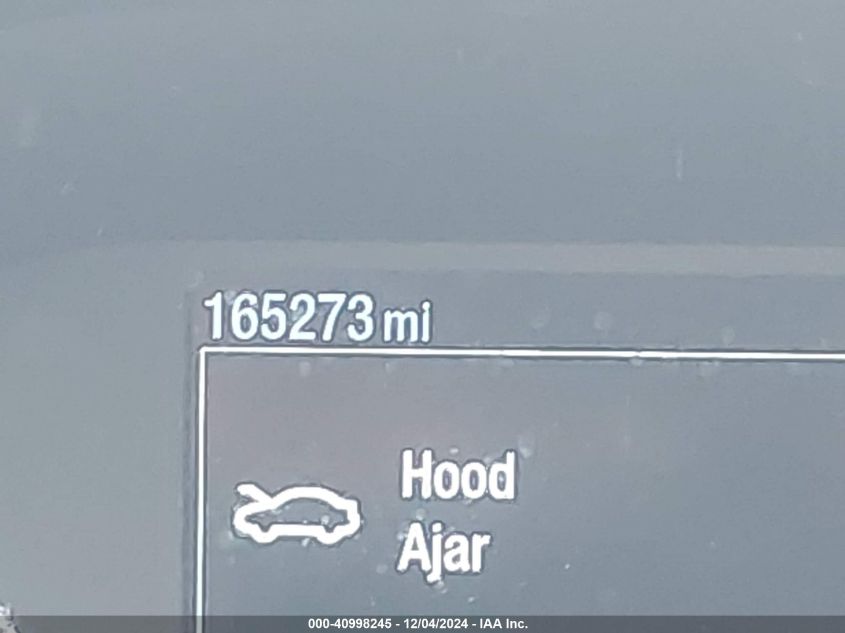 165273 mi
Hood
Ajar
000-40998245 - 12/04/2024 - IAA Inc.